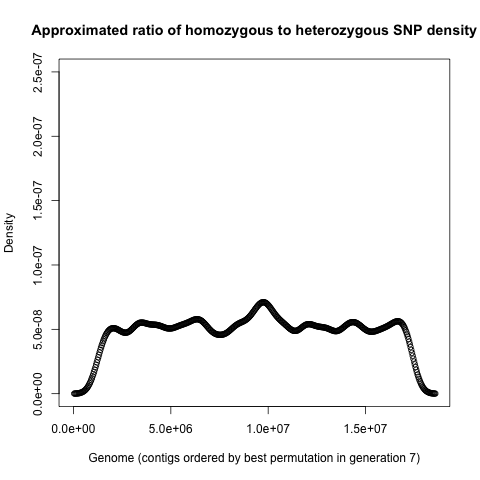 Approximated ratio of homozygous to heterozygous SNP density
2.5e-07
2.0e-07
1.5e-07
1.0e-07
5.0e-08
0.0e+00
Density
0.0e+00 5.0e+06 1.0e+07 1.5e+07
Genome (contigs ordered by best permutation in generation 7)